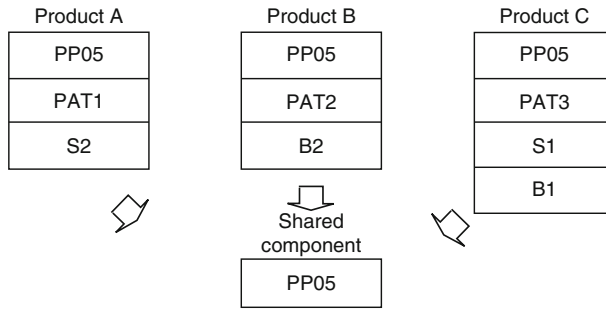 Product A
PP05
PAT1
S2
Product B
PP05
PAT2
B2
Product C
PP05
PAT3
S1
B1
Shared
component
PP05